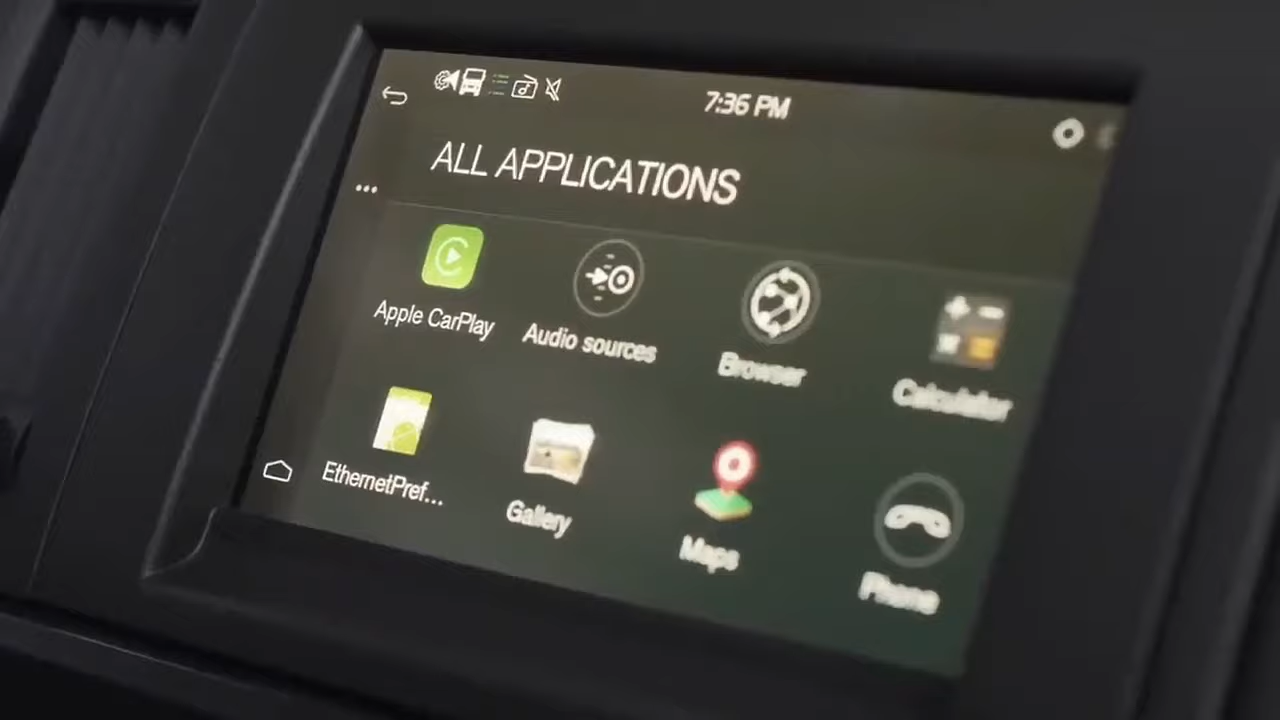 7:36 PM
ALL APPLICATIONS
Apple CarPlay
Audio sources
Browser
Calculator
EthernetPref...
Gallery
Maps
Phone